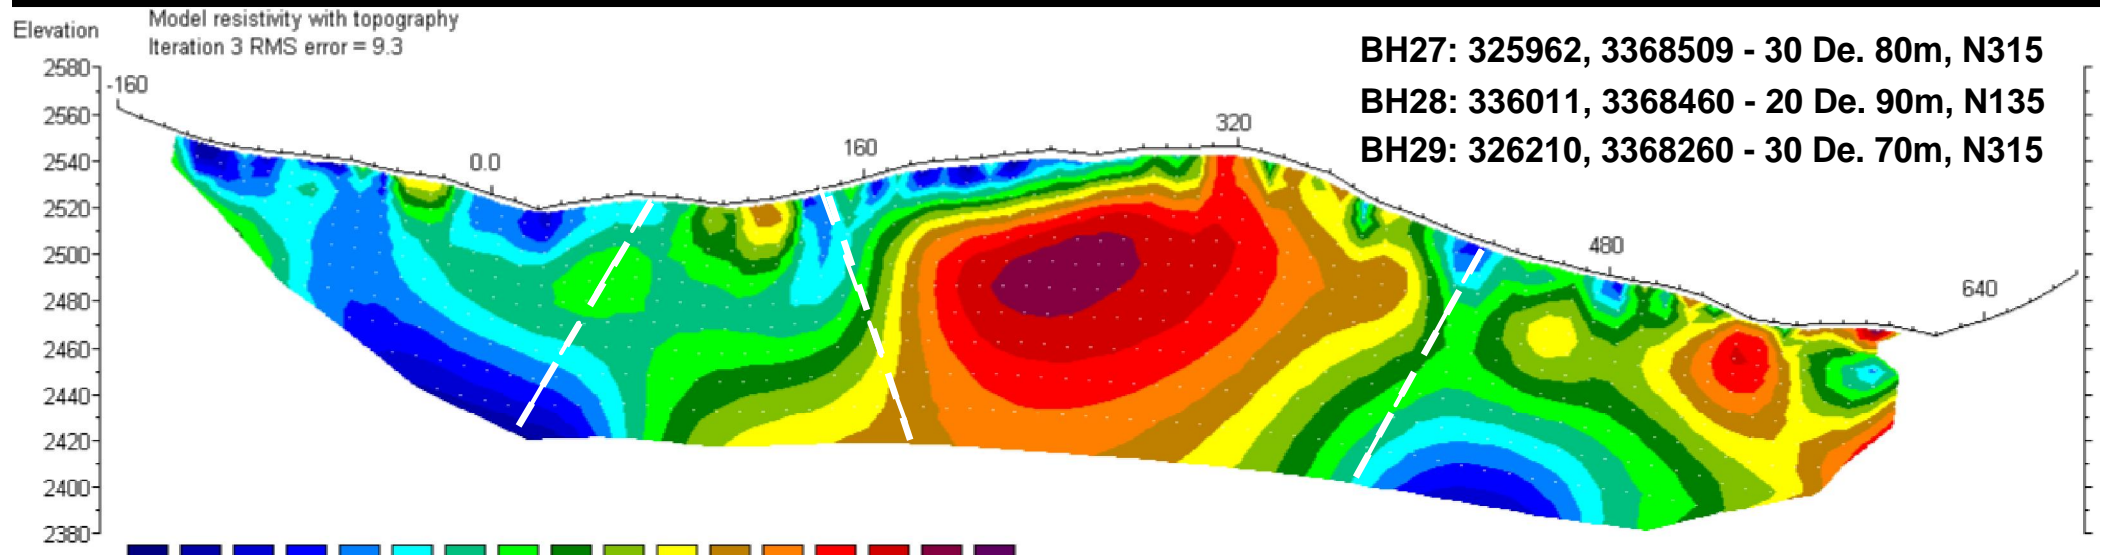 Model resistivity with topography
Elevation
Iteration 3 RMS error = 9.3
BH27: 325962, 3368509 - 30 De. 80m, N315
BH28: 336011, 3368460 - 20 De. 90m, N135
BH29: 326210, 3368260 - 30 De. 70m, N315
2580
-160
2560
320
2540
0.0
160
2520
2500
480
2480
640
2460
2440
2420
2400
2380